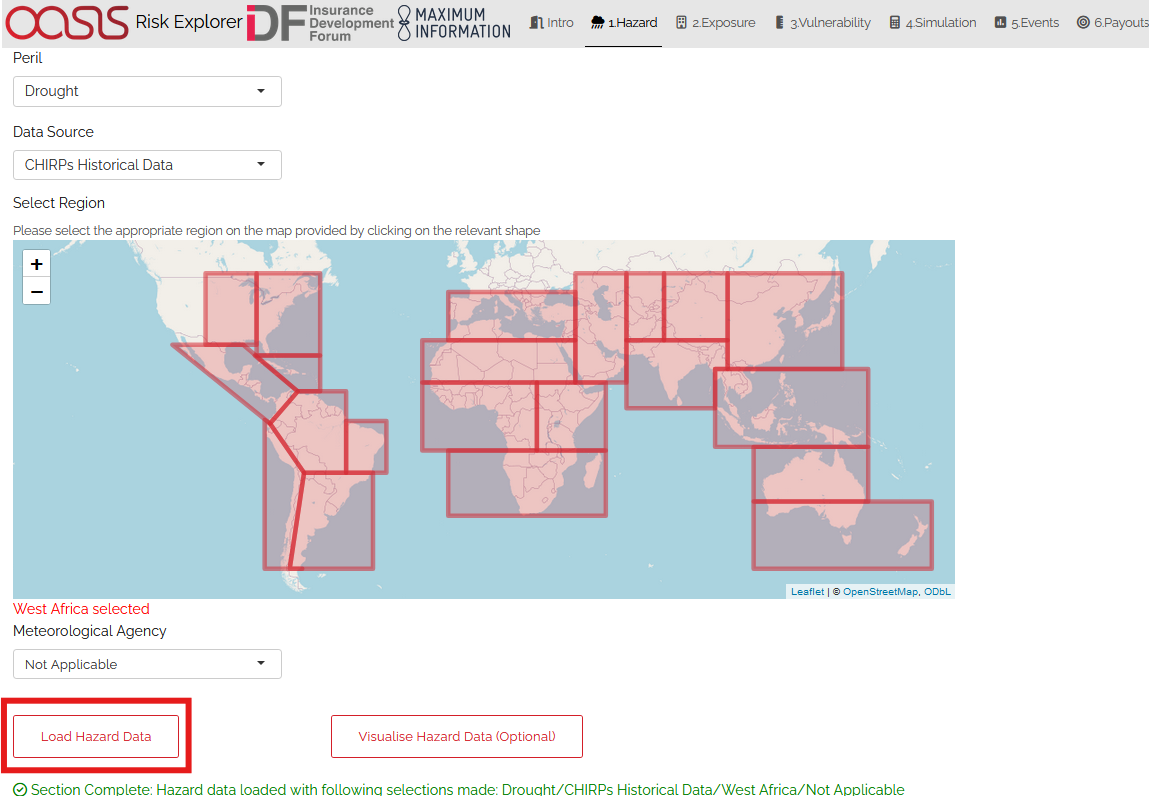 OASIS Risk Explorer IDF Insurance Development Forum MAXIMUM INFORMATION Intro 1.Hazard 2.Exposure 3.Vulnerability 4.Simulation 5.Events 6.Payouts
Peril
Drought
Data Source
CHIRPs Historical Data
Select Region
Please select the appropriate region on the map provided by clicking on the relevant shape
+
−
Leaflet | © OpenStreetMap, ODbL
West Africa selected
Meteorological Agency
Not Applicable
Load Hazard Data Visualise Hazard Data (Optional)
Section Complete: Hazard data loaded with following selections made: Drought/CHIRPs Historical Data/West Africa/Not Applicable